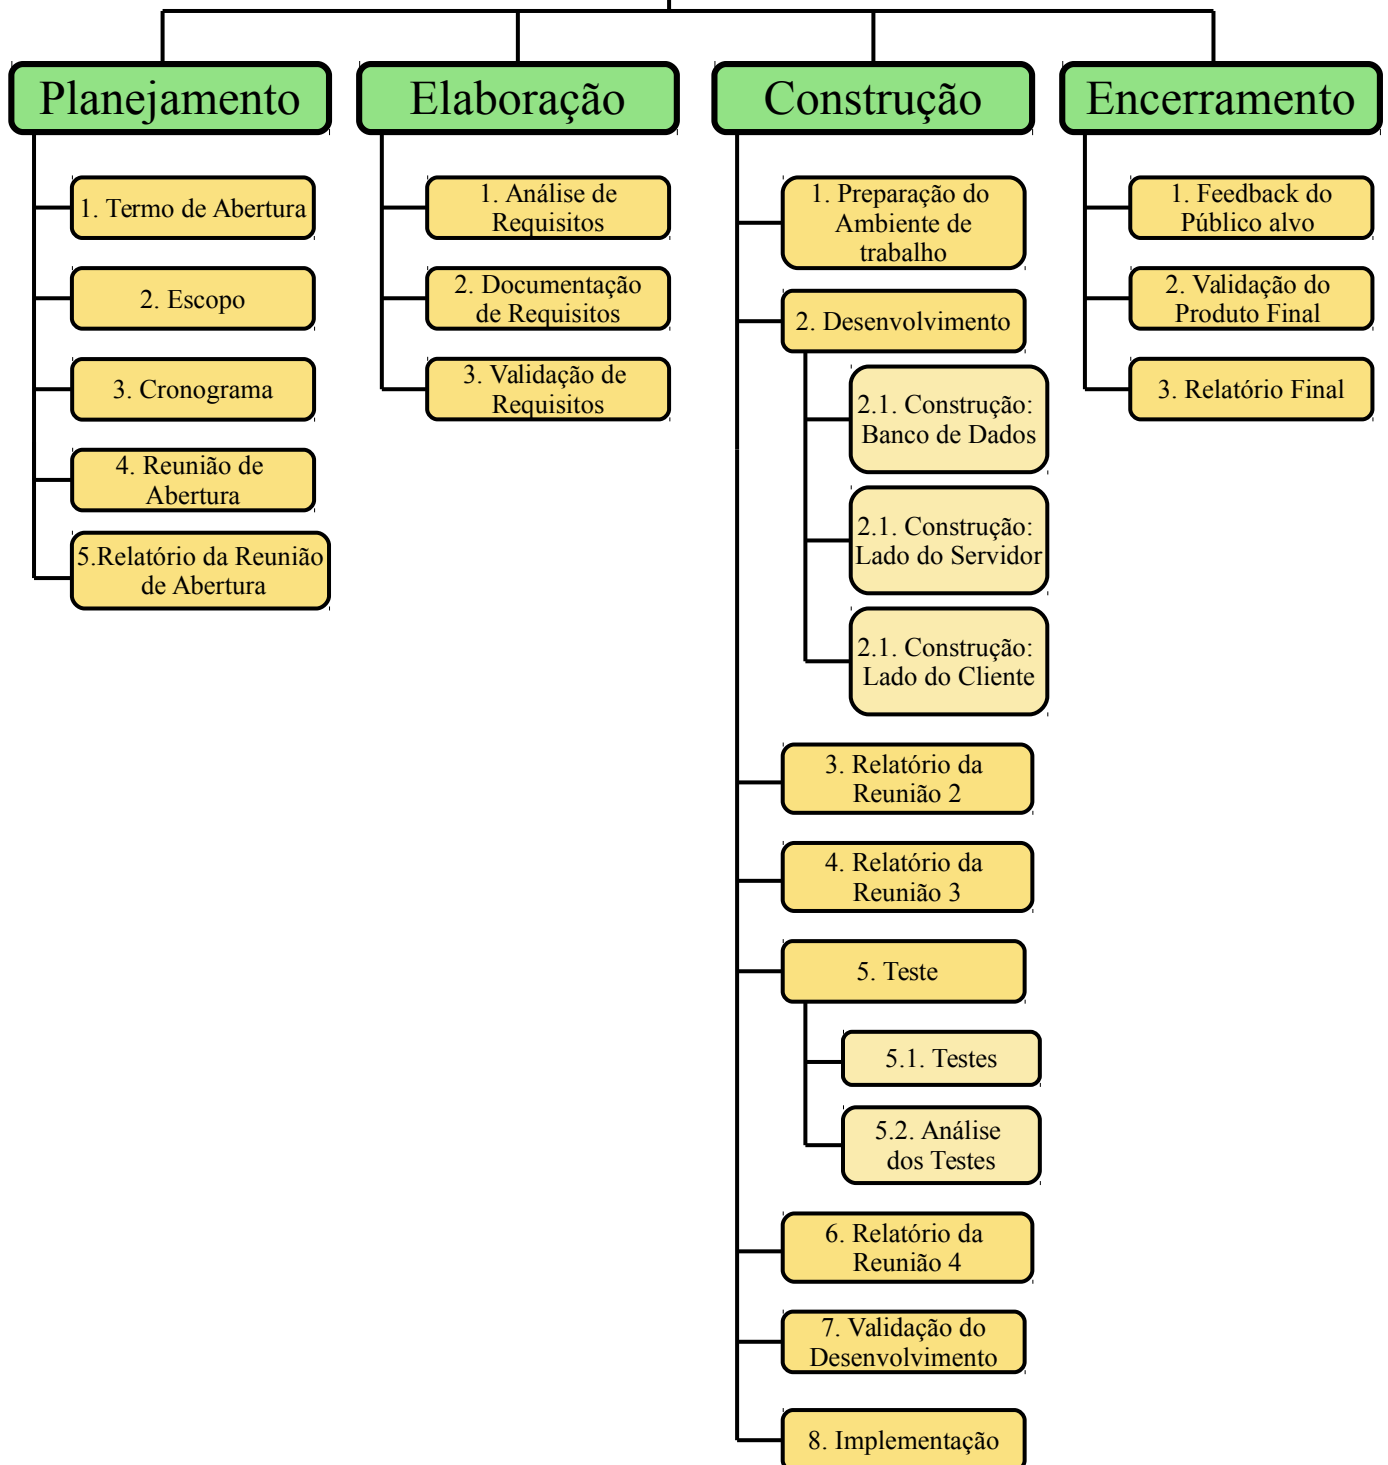 Planejamento
1. Termo de Abertura
2. Escopo
3. Cronograma
4. Reunião de
Abertura
5.Relatório da Reunião
de Abertura
Elaboração
1. Análise de
Requisitos
2. Documentação
de Requisitos
3. Validação de
Requisitos
Construção
1. Preparação do
Ambiente de
trabalho
2. Desenvolvimento
2.1. Construção:
Banco de Dados
2.1. Construção:
Lado do Servidor
2.1. Construção:
Lado do Cliente
3. Relatório da
Reunião 2
4. Relatório da
Reunião 3
5. Teste
5.1. Testes
5.2. Análise
dos Testes
6. Relatório da
Reunião 4
7. Validação do
Desenvolvimento
8. Implementação
Encerramento
1. Feedback do
Público alvo
2. Validação do
Produto Final
3. Relatório Final